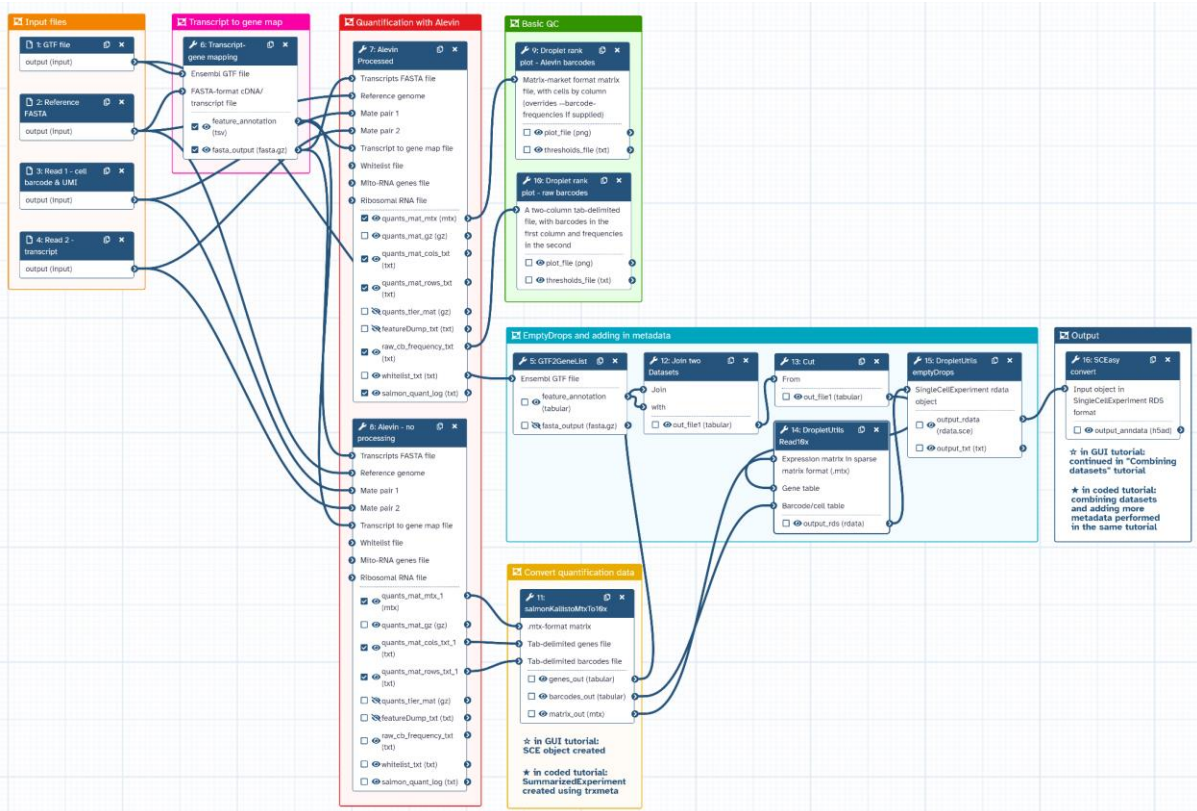 Input files
1: GTF file
output (input)
2: Reference
FASTA
output (input)
3: Read 1 - cell
barcode & UMI
output (input)
4: Read 2 -
transcript
output (input)
Transcript to gene map
6: Transcript-
gene mapping
Ensembl GTF file
FASTA-format cDNA/
transcript file
feature_annotation
(tsv)
fasta_output (fasta.gz)
Quantification with Alevin
7: Alevin
Processed
Transcripts FASTA file
Reference genome
Mate pair 1
Mate pair 2
Transcript to gene map file
Whitelist file
Mito-RNA genes file
Ribosomal RNA file
quants_mat_mtx (mtx)
quants_mat_gz (gz)
quants_mat_cols_txt
(txt)
quants_mat_rows_txt
(txt)
quants_tier_mat (gz)
featureDump_txt (txt)
raw_cb_frequency_txt
(txt)
whitelist_txt (txt)
salmon_quant_log (txt)
8: Alevin - no
processing
Transcripts FASTA file
Reference genome
Mate pair 1
Mate pair 2
Transcript to gene map file
Whitelist file
Mito-RNA genes file
Ribosomal RNA file
quants_mat_mtx_1
(mtx)
quants_mat_gz (gz)
quants_mat_cols_txt_1
(txt)
quants_mat_rows_txt_1
(txt)
quants_tier_mat (gz)
featureDump_txt (txt)
raw_cb_frequency_txt
(txt)
whitelist_txt (txt)
salmon_quant_log (txt)
Basic QC
9: Droplet rank
plot - Alevin barcodes
Matrix-market format matrix
file, with cells by column
(overrides --barcode-
frequencies if supplied)
plot_file (png)
thresholds_file (txt)
10: Droplet rank
plot - raw barcodes
A two-column tab-delimited
file, with barcodes in the
first column and frequencies
in the second
plot_file (png)
thresholds_file (txt)
EmptyDrops and adding in metadata
5: GTF2GeneList
Ensembl GTF file
feature_annotation
(tabular)
fasta_output (fasta.gz)
12: Join two
Datasets
Join
with
out_file1 (tabular)
13: Cut
From
out_file1 (tabular)
14: DropletUtils
Read10x
Expression matrix in sparse
matrix format (.mtx)
Gene table
Barcode/cell table
output_rds (rdata)
15: DropletUtils
emptyDrops
SingleCellExperiment rdata
object
output_rdata
(rdata.sce)
output_txt (txt)
Output
16: SCEasy
convert
Input object in
SingleCellExperiment RDS
format
output_anndata (h5ad)
☆ in GUI tutorial:
continued in "Combining
datasets" tutorial
★ in coded tutorial:
combining datasets
and adding more
metadata performed
in the same tutorial
Convert quantification data
11:
salmonKallistoMtxTo10x
.mtx-format matrix
Tab-delimited genes file
Tab-delimited barcodes file
genes_out (tabular)
barcodes_out (tabular)
matrix_out (mtx)
☆ in GUI tutorial:
SCE object created
★ in coded tutorial:
SummarizedExperiment
created using trxmeta